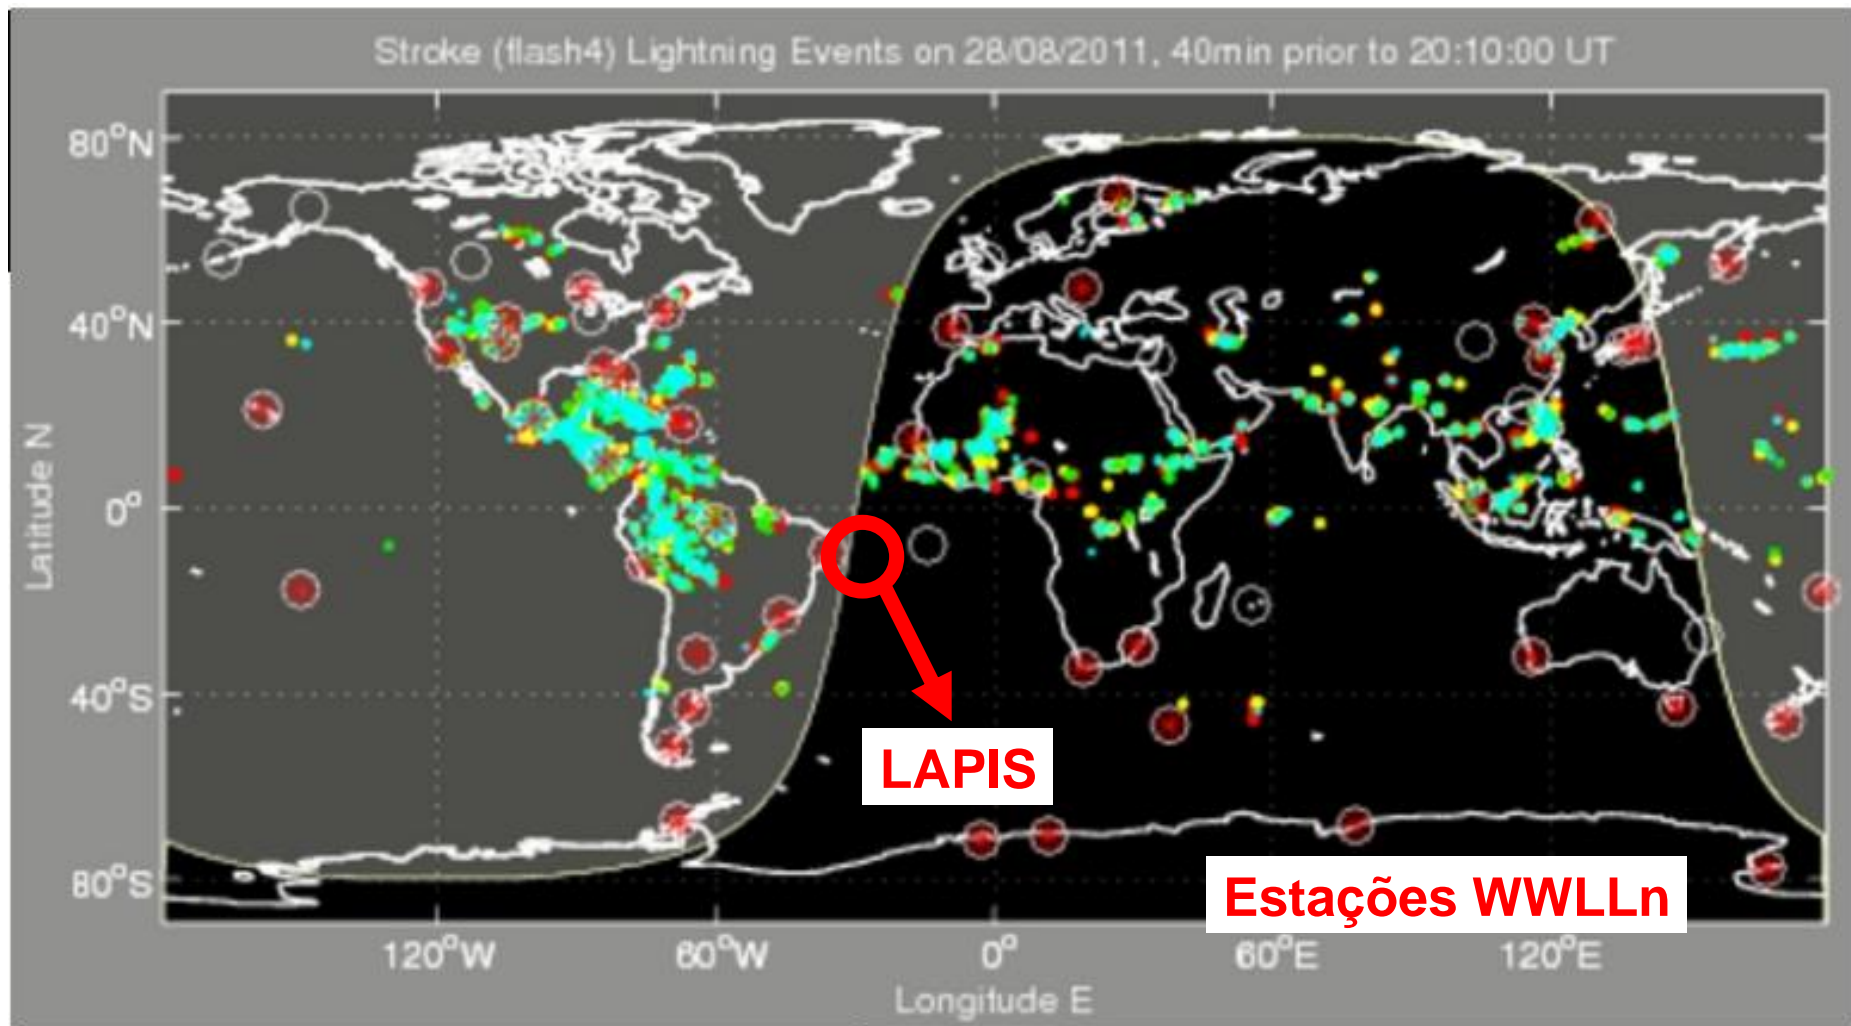 Stroke (flash4) Lightning Events on 28/08/2011, 40min prior to 20:10:00 UT
80°N
40°N
0°
40°S
80°S
Latitude N
LAPIS
Estações WWLLn
120°W
60°W
0°
60°E
120°E
Longitude E